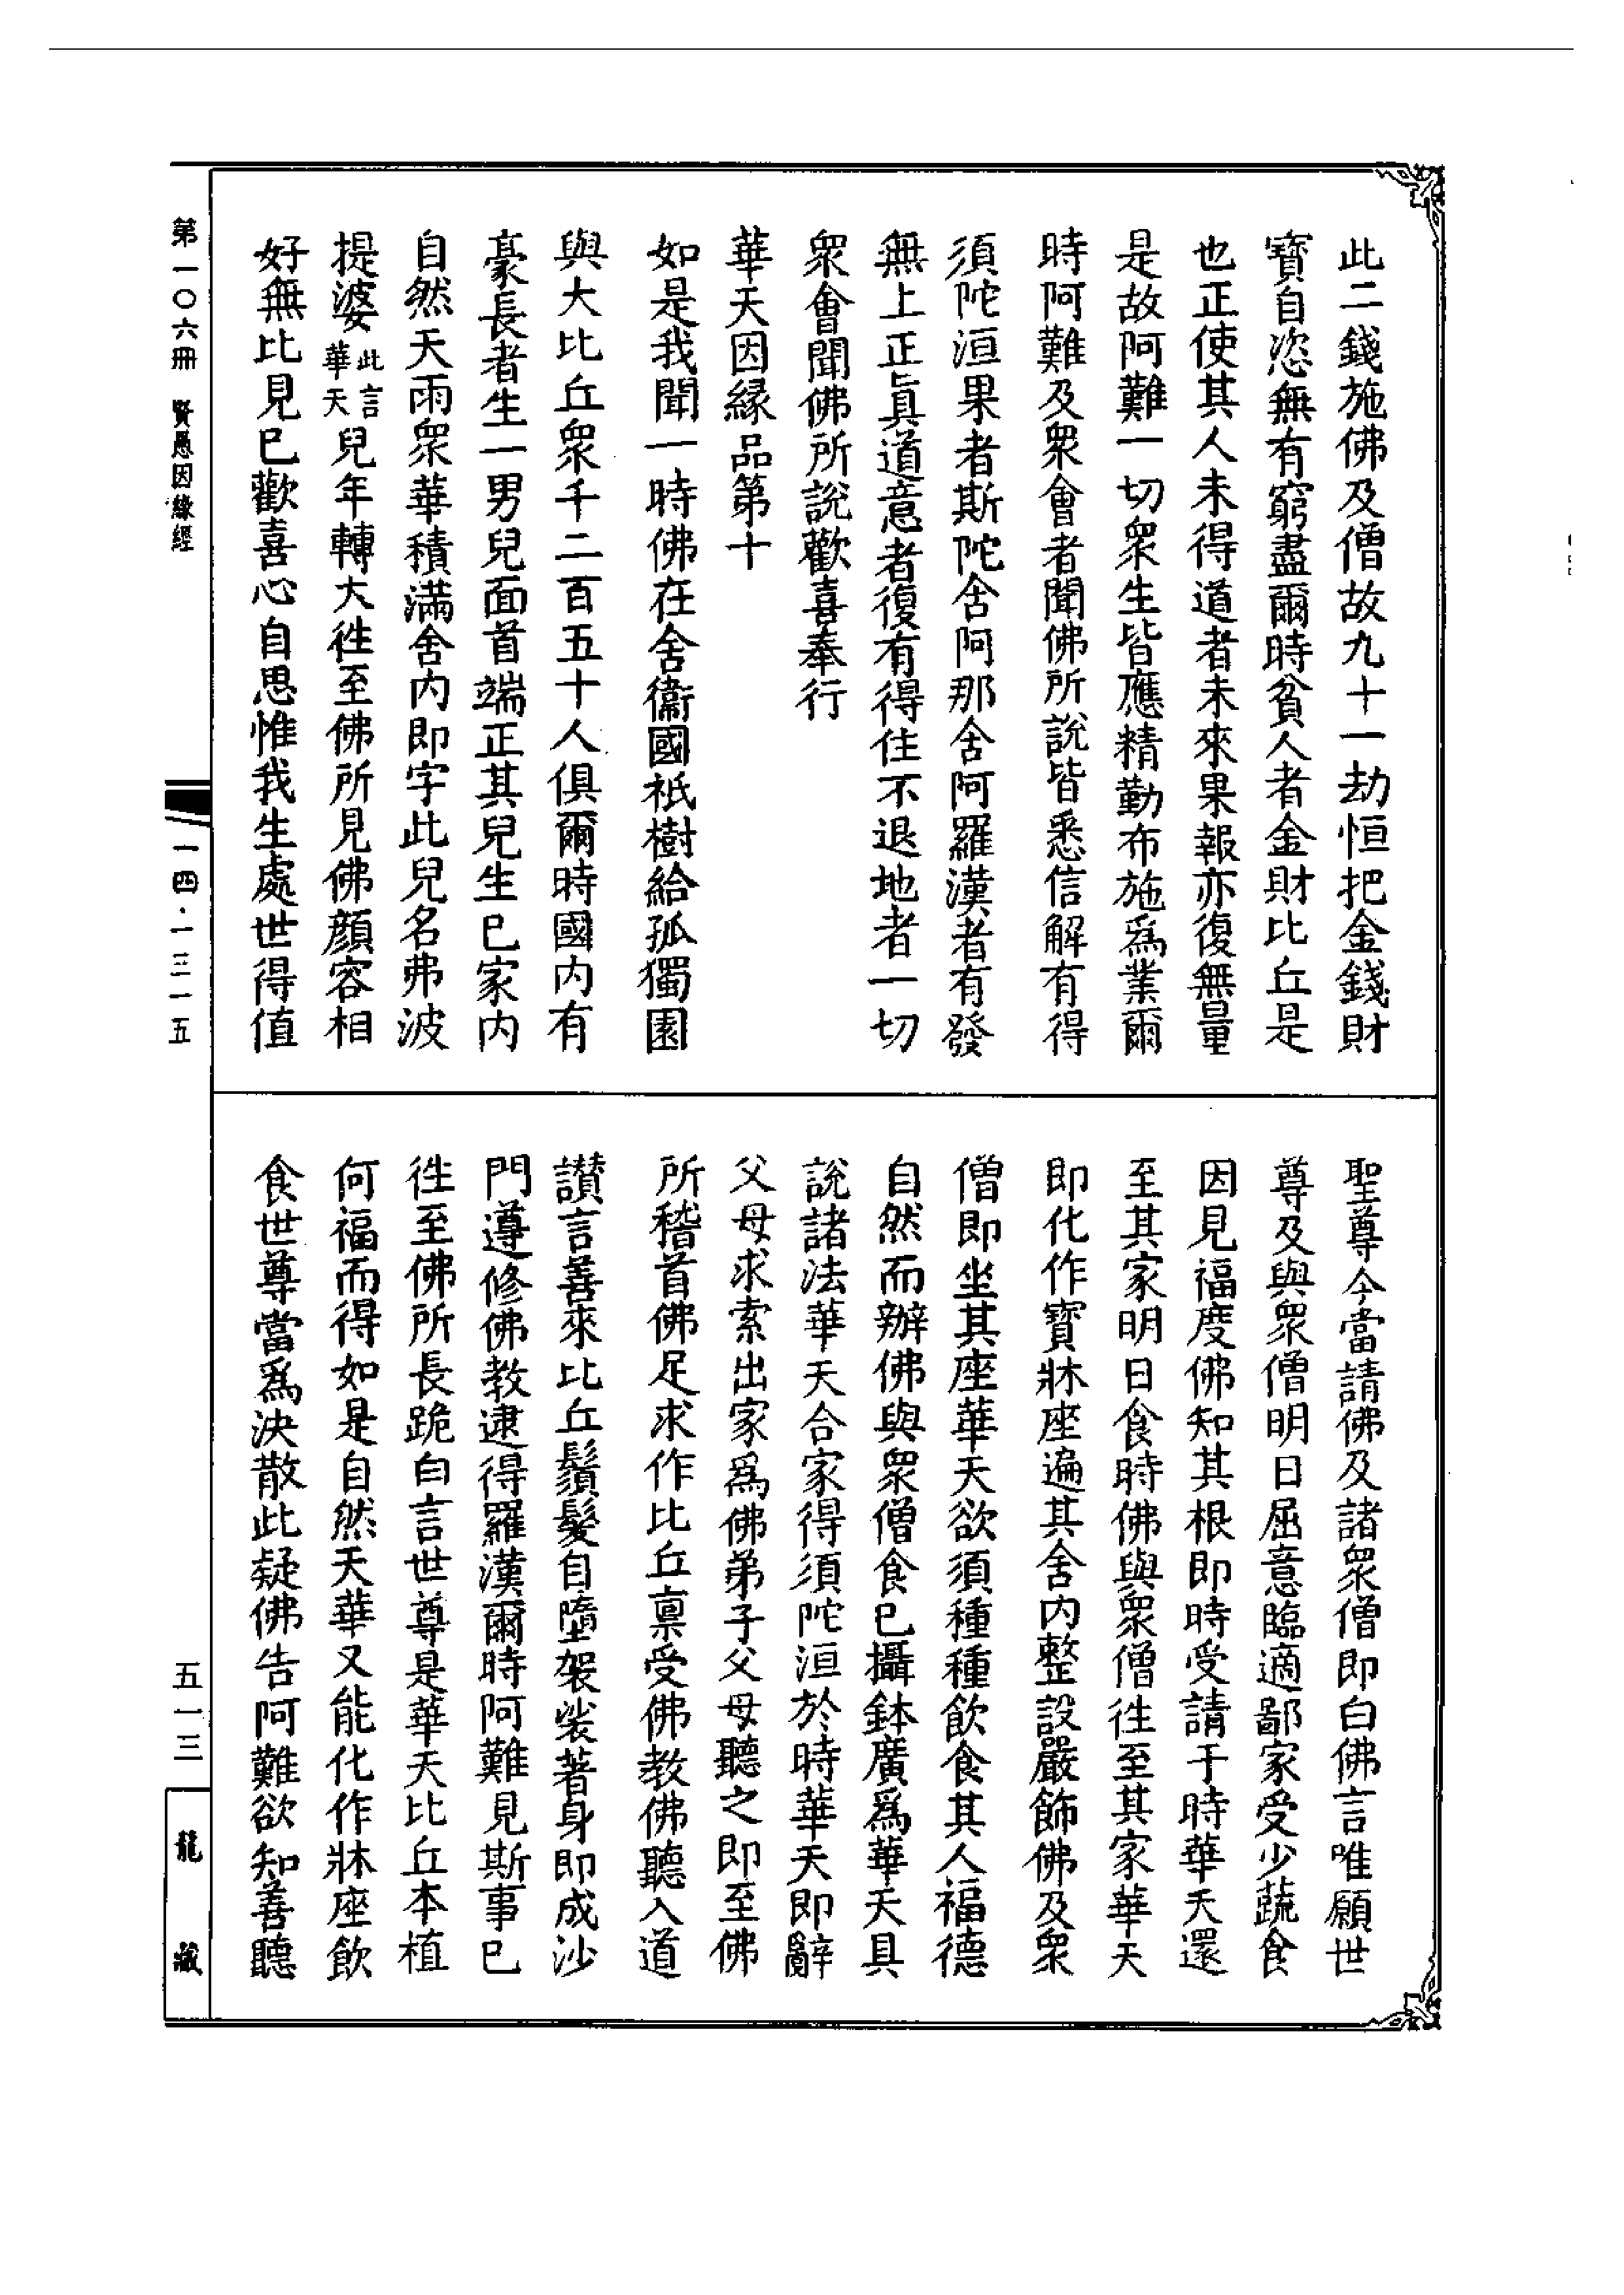 此二錢施佛及僧故九十一劫恒把金錢財
寶自恣無有窮盡爾時貧人者金財比丘是
也正使其人未得道者未來果報亦復無量
是故阿難一切眾生皆應精勤布施爲業爾
時阿難及眾會者聞佛所說皆悉信解有得
須陀洹果者斯陀含阿那含阿羅漢者有發
無上正真道意者復有得住不退地者一切
眾會聞佛所說歡喜奉行
華天因緣品第十
如是我聞一時佛在舍衞國祇樹給孤獨園
與大比丘眾千二百五十人俱爾時國內有
豪長者生一男兒面首端正其兒生已家內
自然天雨眾華積滿舍內即字此兒名弗波
提婆此言華天兒年轉大往至佛所見佛顏容相
好無比見已歡喜心自思惟我生處世得值
聖尊今當請佛及諸眾僧即白佛言唯願世
尊及與眾僧明日屈意臨適鄙家受少蔬食
因見福度佛知其根即時受請于時華天還
至其家明日食時佛與眾僧往至其家華天
即化作寶牀座遍其舍內整設嚴飾佛及眾
僧即坐其座華天欲須種種飲食其人福德
自然而辦佛與眾僧食已攝鉢廣爲華天具
說諸法華天合家得須陀洹於時華天即辭
父母求索出家爲佛弟子父母聽之即至佛
所稽首佛足求作比丘稟受佛教佛聽入道
讚言善來比丘鬚髮自墮袈裟著身即成沙
門遵修佛教逮得羅漢爾時阿難見斯事已
往至佛所長跪白言世尊是華天比丘本植
何福而得如是自然天華又能化作牀座飲
食世尊當爲決散此疑佛告阿難欲知善聽
第一〇六冊 賢愚因緣經
一四·一三一五
五一三
龍藏